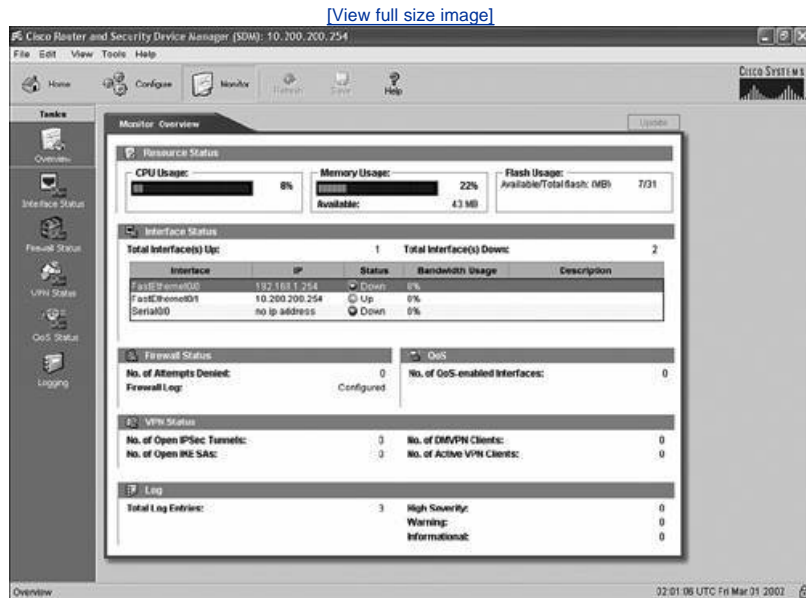 [View full size image]
Cisco Router and Security Device Manager (SDM): 10.200.200.254
File Edit View Tools Help
Home Configure Monitor Refresh Save Help
CISCO SYSTEMS
Tasks
Overview
Interface Status
Firewall Status
VPN Status
QoS Status
Logging
Monitor Overview
Update
Resource Status
CPU Usage: 8%
Memory Usage: 22%
Available: 43 MB
Flash Usage:
Available/Total flash: (MB) 7/31
Interface Status
Total Interface(s) Up: 1 Total Interface(s) Down: 2
Interface IP Status Bandwidth Usage Description
FastEthernet0/0 192.168.1.254 Down 0%
FastEthernet0/1 10.200.200.254 Up 0%
Serial0/0 no ip address Down 0%
Firewall Status
No. of Attempts Denied: 0
Firewall Log: Configured
QoS
No. of QoS-enabled Interfaces: 0
VPN Status
No. of Open IPSec Tunnels: 0 No. of DMVPN Clients: 0
No. of Open IKE SAs: 0 No. of Active VPN Clients: 0
Log
Total Log Entries: 3 High Severity: 0
Warning: 0
Informational: 0
Overview
02:01:06 UTC Fri Mar 01 2002